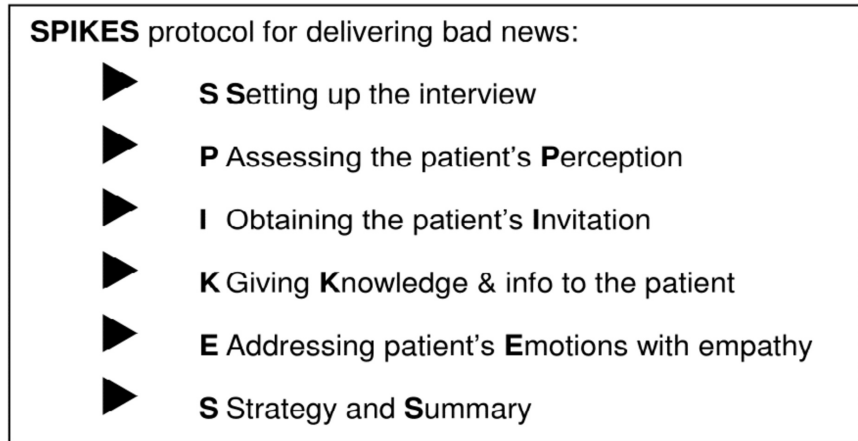 SPIKES protocol for delivering bad news:
S Setting up the interview
P Assessing the patient's Perception
I Obtaining the patient's Invitation
K Giving Knowledge & info to the patient
E Addressing patient's Emotions with empathy
S Strategy and Summary